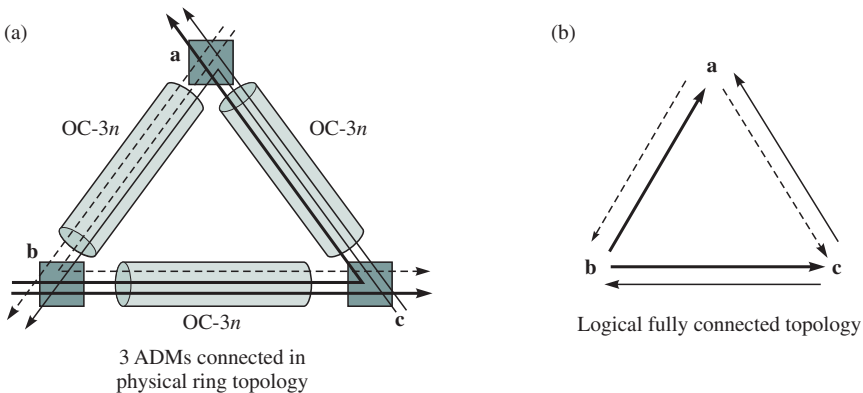 (a)
a
OC-3n
OC-3n
b
OC-3n
c
3 ADMs connected in
physical ring topology
(b)
a
b
c
Logical fully connected topology